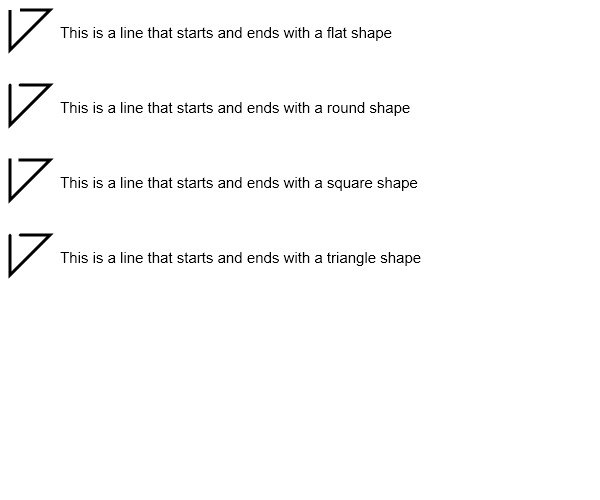 This is a line that starts and ends with a flat shape
This is a line that starts and ends with a round shape
This is a line that starts and ends with a square shape
This is a line that starts and ends with a triangle shape